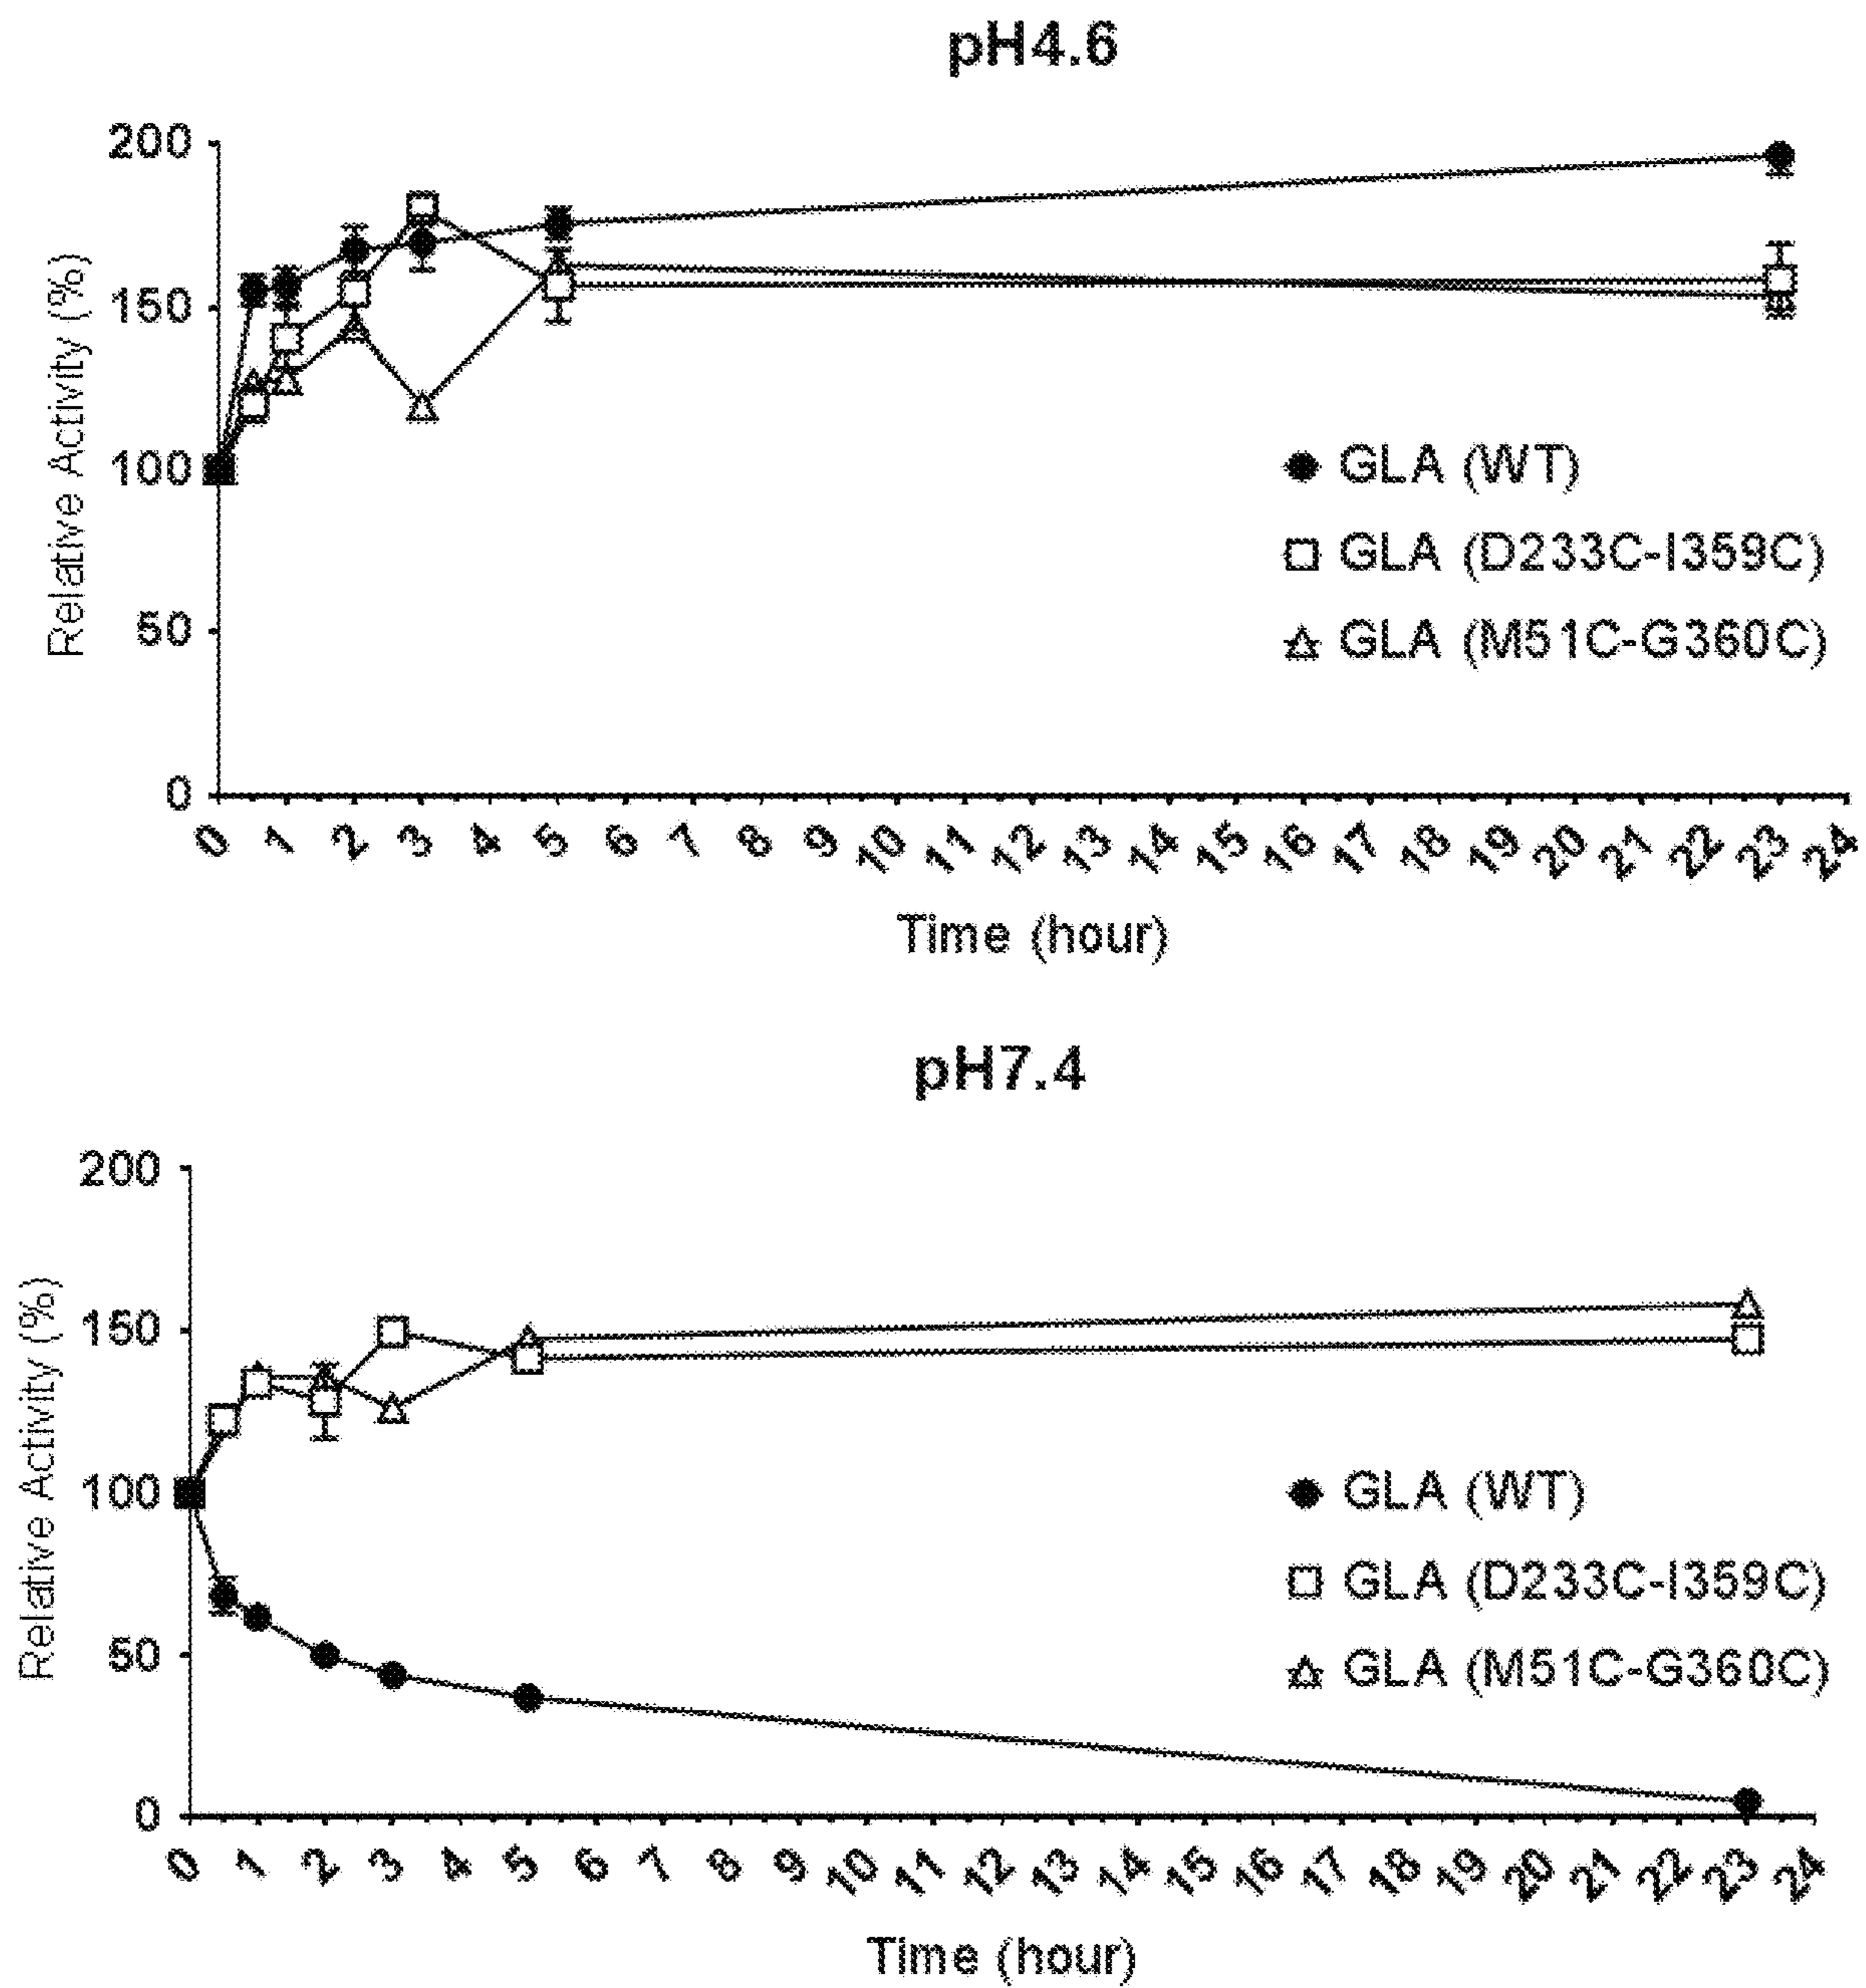 pH4.6
200
150
100
50
0
Relative Activity (%)
0 1 2 3 4 5 6 7 8 9 10 11 12 13 14 15 16 17 18 19 20 21 22 23 24
Time (hour)
GLA (WT)
GLA (D233C-I359C)
GLA (M51C-G360C)
pH7.4
200
150
100
50
0
Relative Activity (%)
0 1 2 3 4 5 6 7 8 9 10 11 12 13 14 15 16 17 18 19 20 21 22 23 24
Time (hour)
GLA (WT)
GLA (D233C-I359C)
GLA (M51C-G360C)